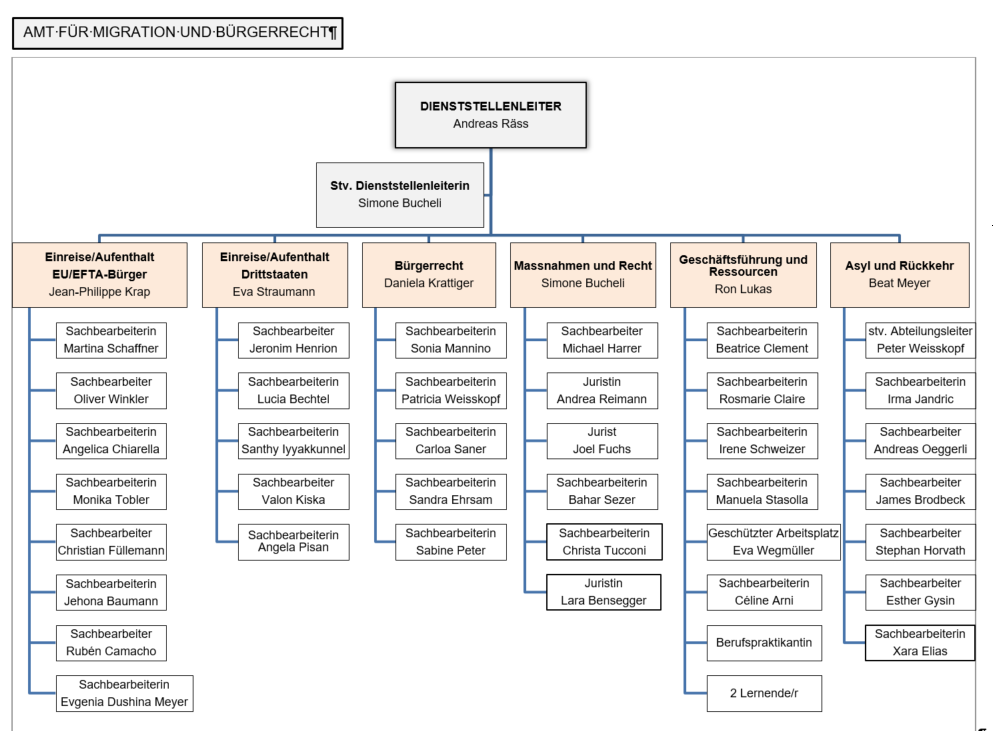 AMT·FÜR·MIGRATION·UND·BÜRGERRECHT¶
DIENSTSTELLENLEITER
Andreas Räss
Stv. Dienststellenleiterin
Simone Bucheli
Einreise/Aufenthalt
EU/EFTA-Bürger
Jean-Philippe Krap
Sachbearbeiterin
Martina Schaffner
Sachbearbeiter
Oliver Winkler
Sachbearbeiterin
Angelica Chiarella
Sachbearbeiterin
Monika Tobler
Sachbearbeiter
Christian Füllemann
Sachbearbeiterin
Jehona Baumann
Sachbearbeiter
Rubén Camacho
Sachbearbeiterin
Evgenia Dushina Meyer
Einreise/Aufenthalt
Drittstaaten
Eva Straumann
Sachbearbeiter
Jeronim Henrion
Sachbearbeiterin
Lucia Bechtel
Sachbearbeiterin
Santhy Iyyakkunnel
Sachbearbeiter
Valon Kiska
Sachbearbeiterin
Angela Pisan
Bürgerrecht
Daniela Krattiger
Sachbearbeiterin
Sonia Mannino
Sachbearbeiterin
Patricia Weisskopf
Sachbearbeiterin
Carloa Saner
Sachbearbeiterin
Sandra Ehrsam
Sachbearbeiterin
Sabine Peter
Massnahmen und Recht
Simone Bucheli
Sachbearbeiter
Michael Harrer
Juristin
Andrea Reimann
Jurist
Joel Fuchs
Sachbearbeiterin
Bahar Sezer
Sachbearbeiterin
Christa Tucconi
Juristin
Lara Bensegger
Geschäftsführung und
Ressourcen
Ron Lukas
Sachbearbeiterin
Beatrice Clement
Sachbearbeiterin
Rosmarie Claire
Sachbearbeiterin
Irene Schweizer
Sachbearbeiterin
Manuela Stasolla
Geschützter Arbeitsplatz
Eva Wegmüller
Sachbearbeiterin
Céline Arni
Berufspraktikantin
2 Lernende/r
Asyl und Rückkehr
Beat Meyer
stv. Abteilungsleiter
Peter Weisskopf
Sachbearbeiterin
Irma Jandric
Sachbearbeiter
Andreas Oeggerli
Sachbearbeiter
James Brodbeck
Sachbearbeiter
Stephan Horvath
Sachbearbeiter
Esther Gysin
Sachbearbeiterin
Xara Elias
¶